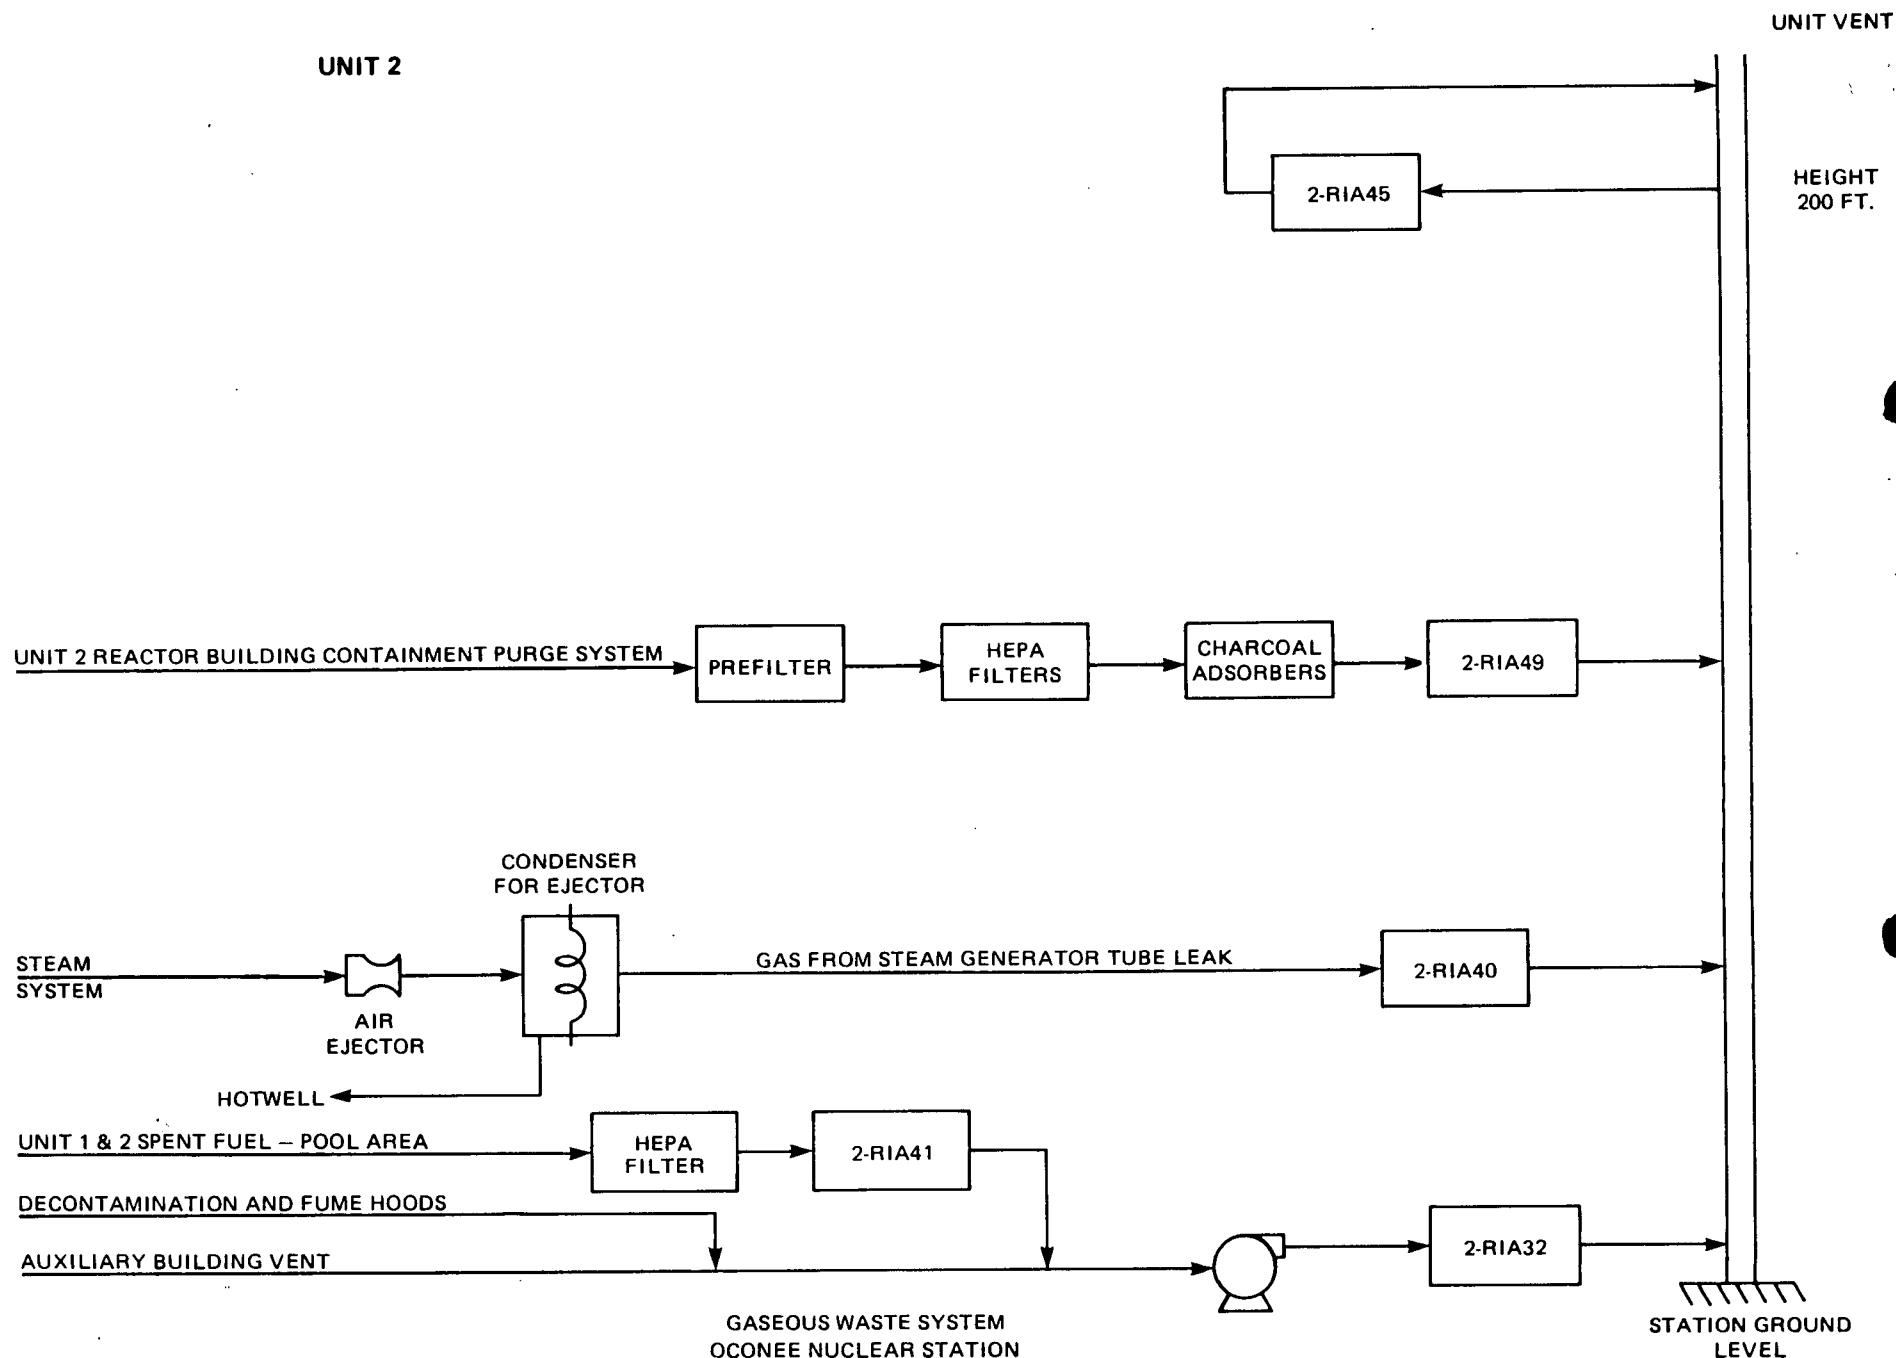 UNIT VENT
UNIT 2
2-RIA45
HEIGHT
200 FT.
UNIT 2 REACTOR BUILDING CONTAINMENT PURGE SYSTEM
PREFILTER
HEPA
FILTERS
CHARCOAL
ADSORBERS
2-RIA49
CONDENSER
FOR EJECTOR
STEAM
SYSTEM
AIR
EJECTOR
GAS FROM STEAM GENERATOR TUBE LEAK
2-RIA40
HOTWELL
UNIT 1 & 2 SPENT FUEL – POOL AREA
HEPA
FILTER
2-RIA41
DECONTAMINATION AND FUME HOODS
AUXILIARY BUILDING VENT
2-RIA32
STATION GROUND
LEVEL
GASEOUS WASTE SYSTEM
OCONEE NUCLEAR STATION